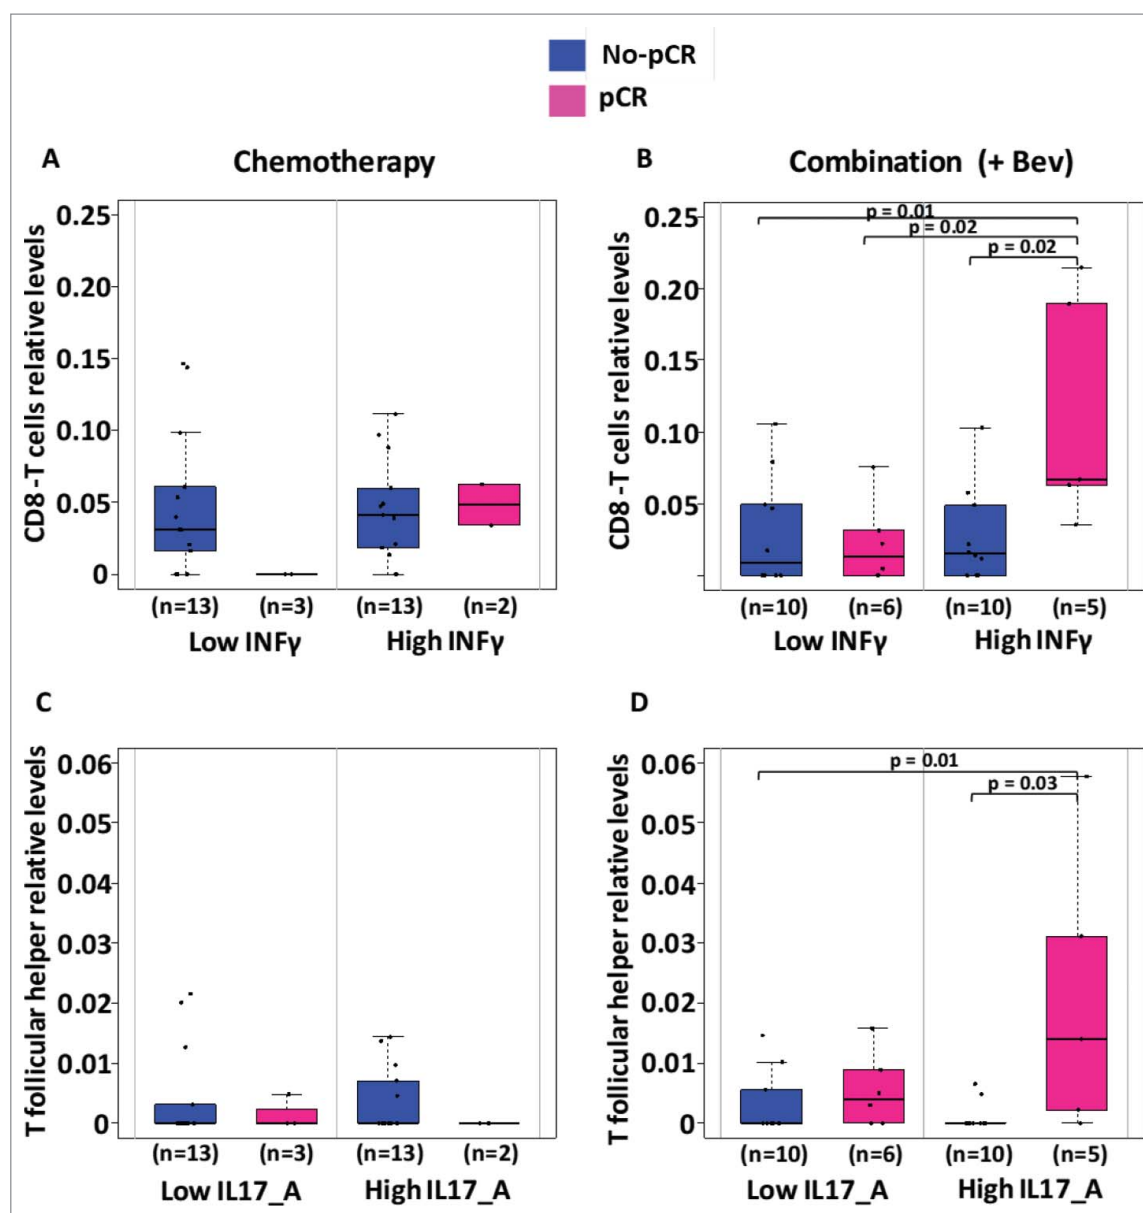 No-pCR
pCR
A
Chemotherapy
CD8-T cells relative levels
0.25
0.20
0.15
0.10
0.05
0
(n=13)
(n=3)
(n=13)
(n=2)
Low INFγ
High INFγ
B
Combination (+ Bev)
CD8-T cells relative levels
0.25
0.20
0.15
0.10
0.05
p = 0.01
p = 0.02
p = 0.02
(n=10)
(n=6)
(n=10)
(n=5)
Low INFγ
High INFγ
C
T follicular helper relative levels
0.06
0.05
0.04
0.03
0.02
0.01
0
(n=13)
(n=3)
(n=13)
(n=2)
Low IL17_A
High IL17_A
D
T follicular helper relative levels
0.06
0.05
0.04
0.03
0.02
0.01
0
p = 0.01
p = 0.03
(n=10)
(n=6)
(n=10)
(n=5)
Low IL17_A
High IL17_A